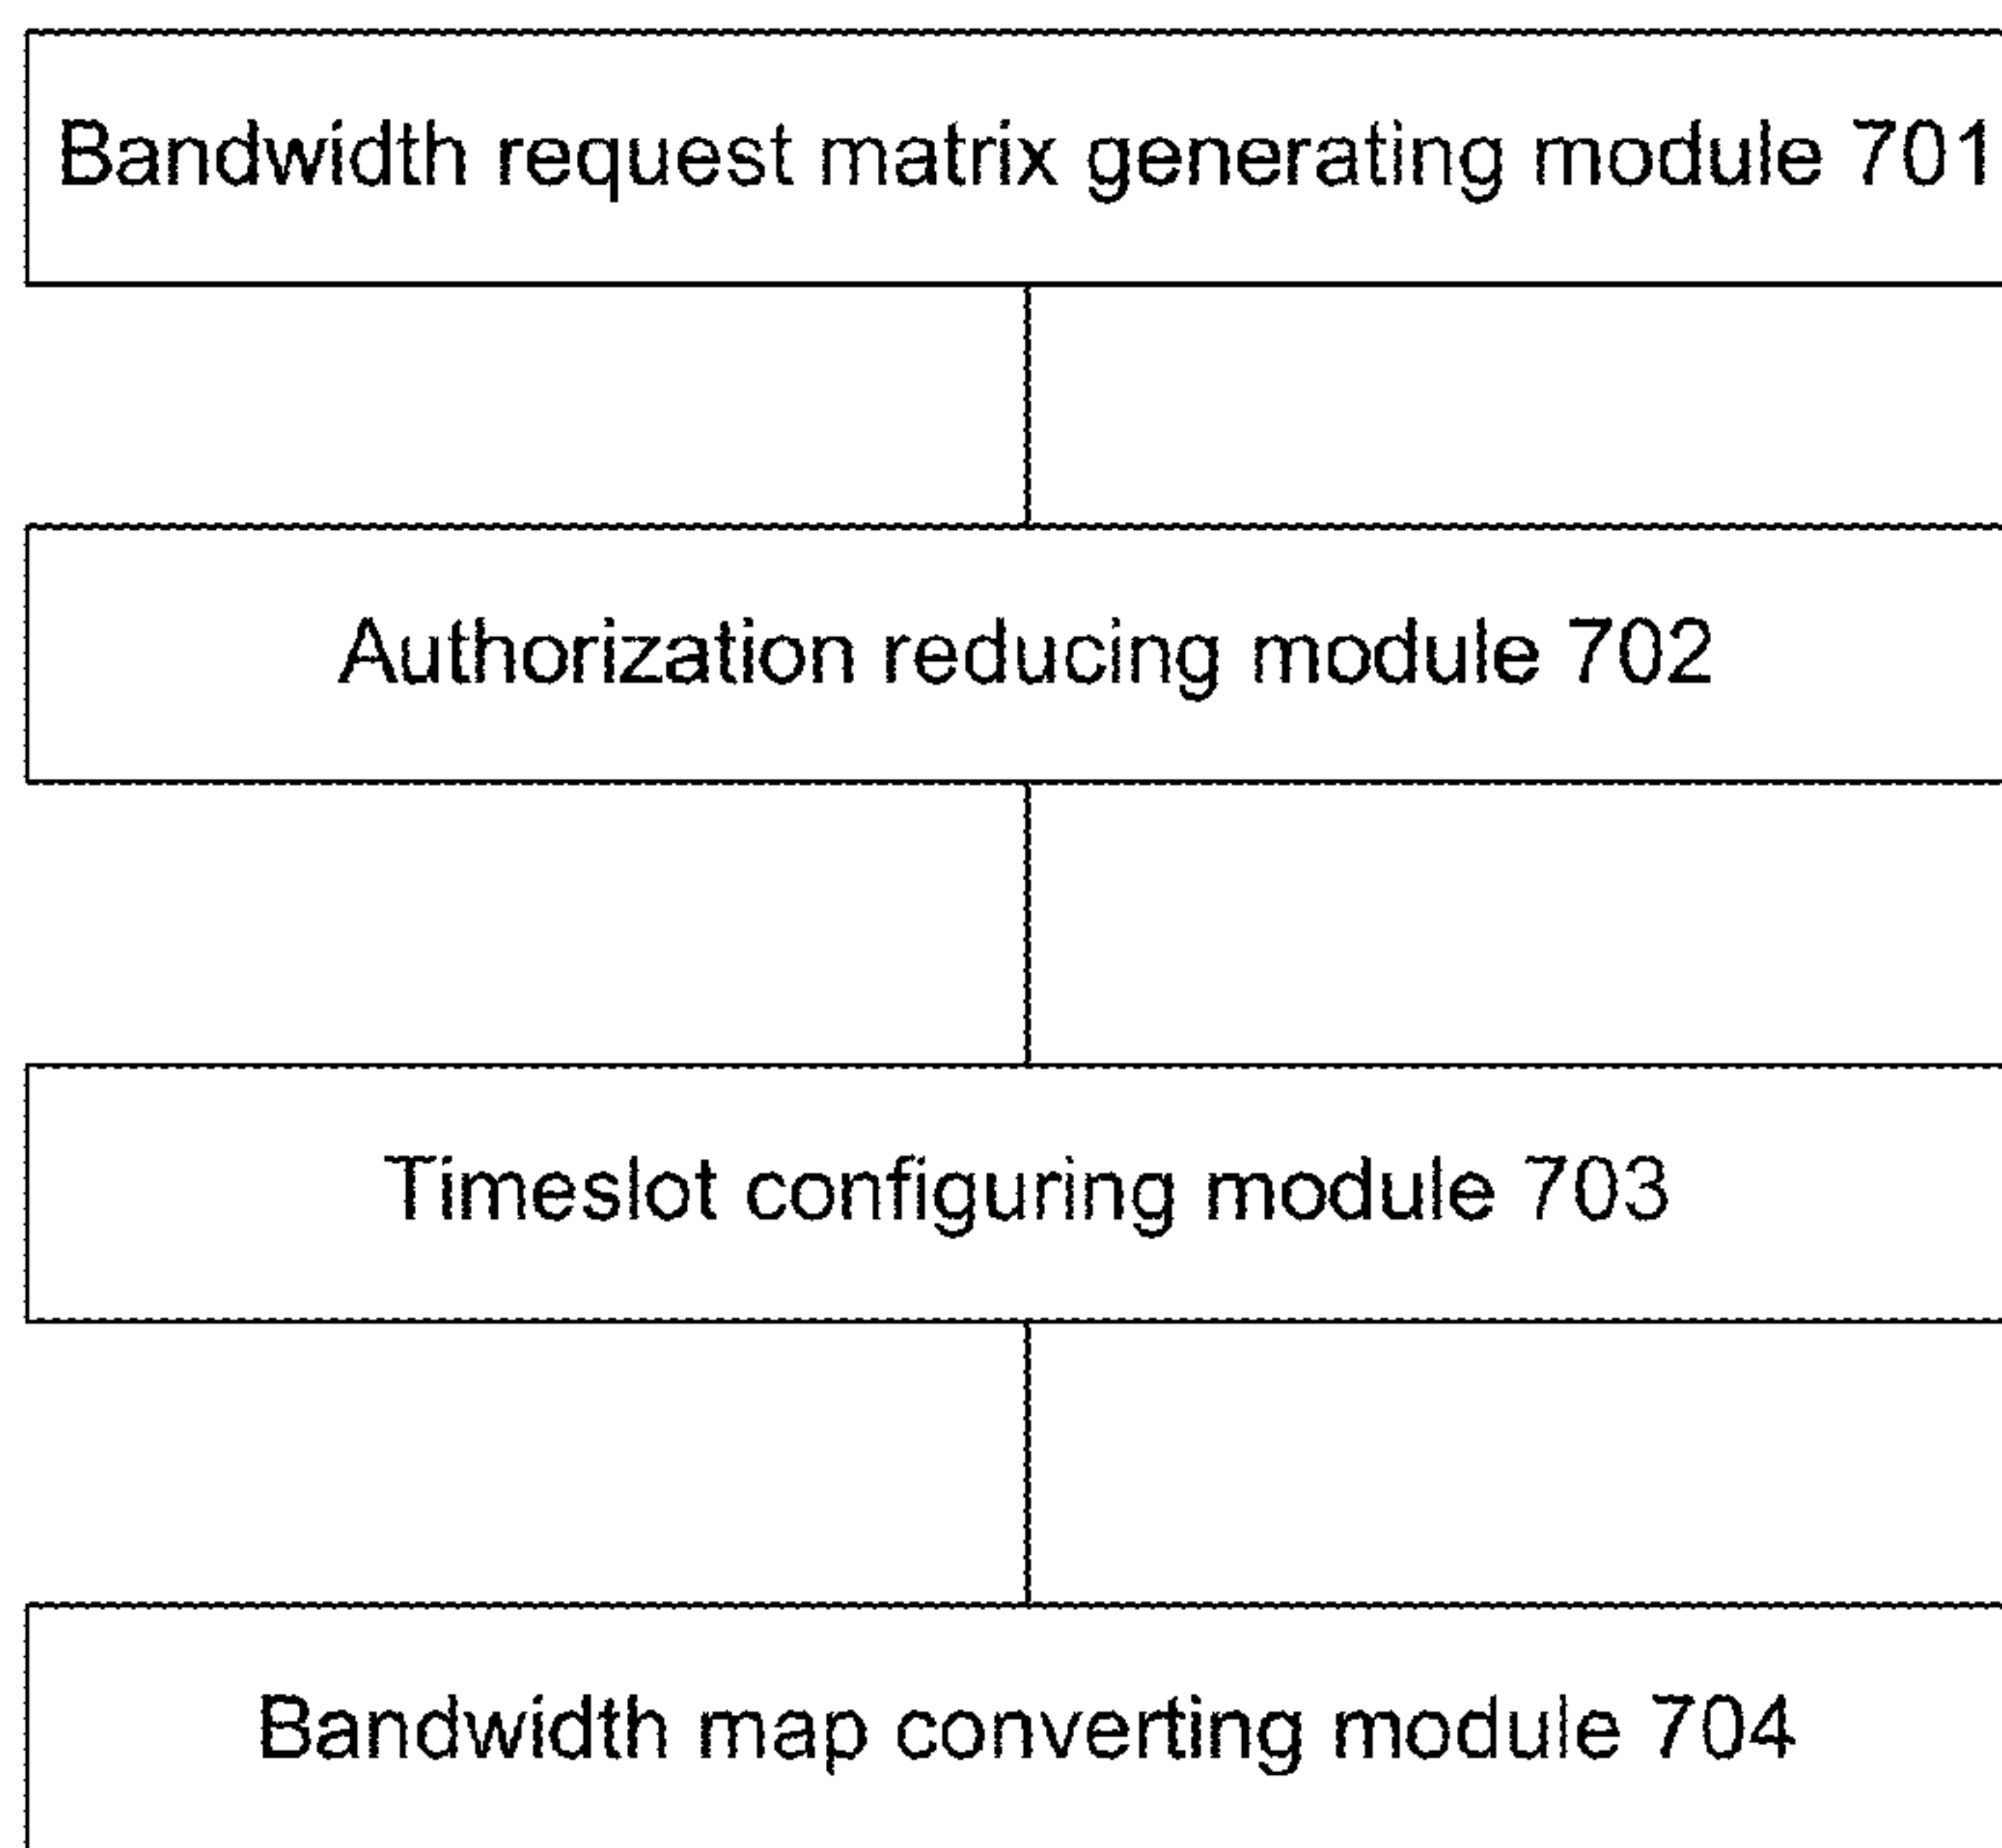 Bandwidth request matrix generating module 701
Authorization reducing module 702
Timeslot configuring module 703
Bandwidth map converting module 704